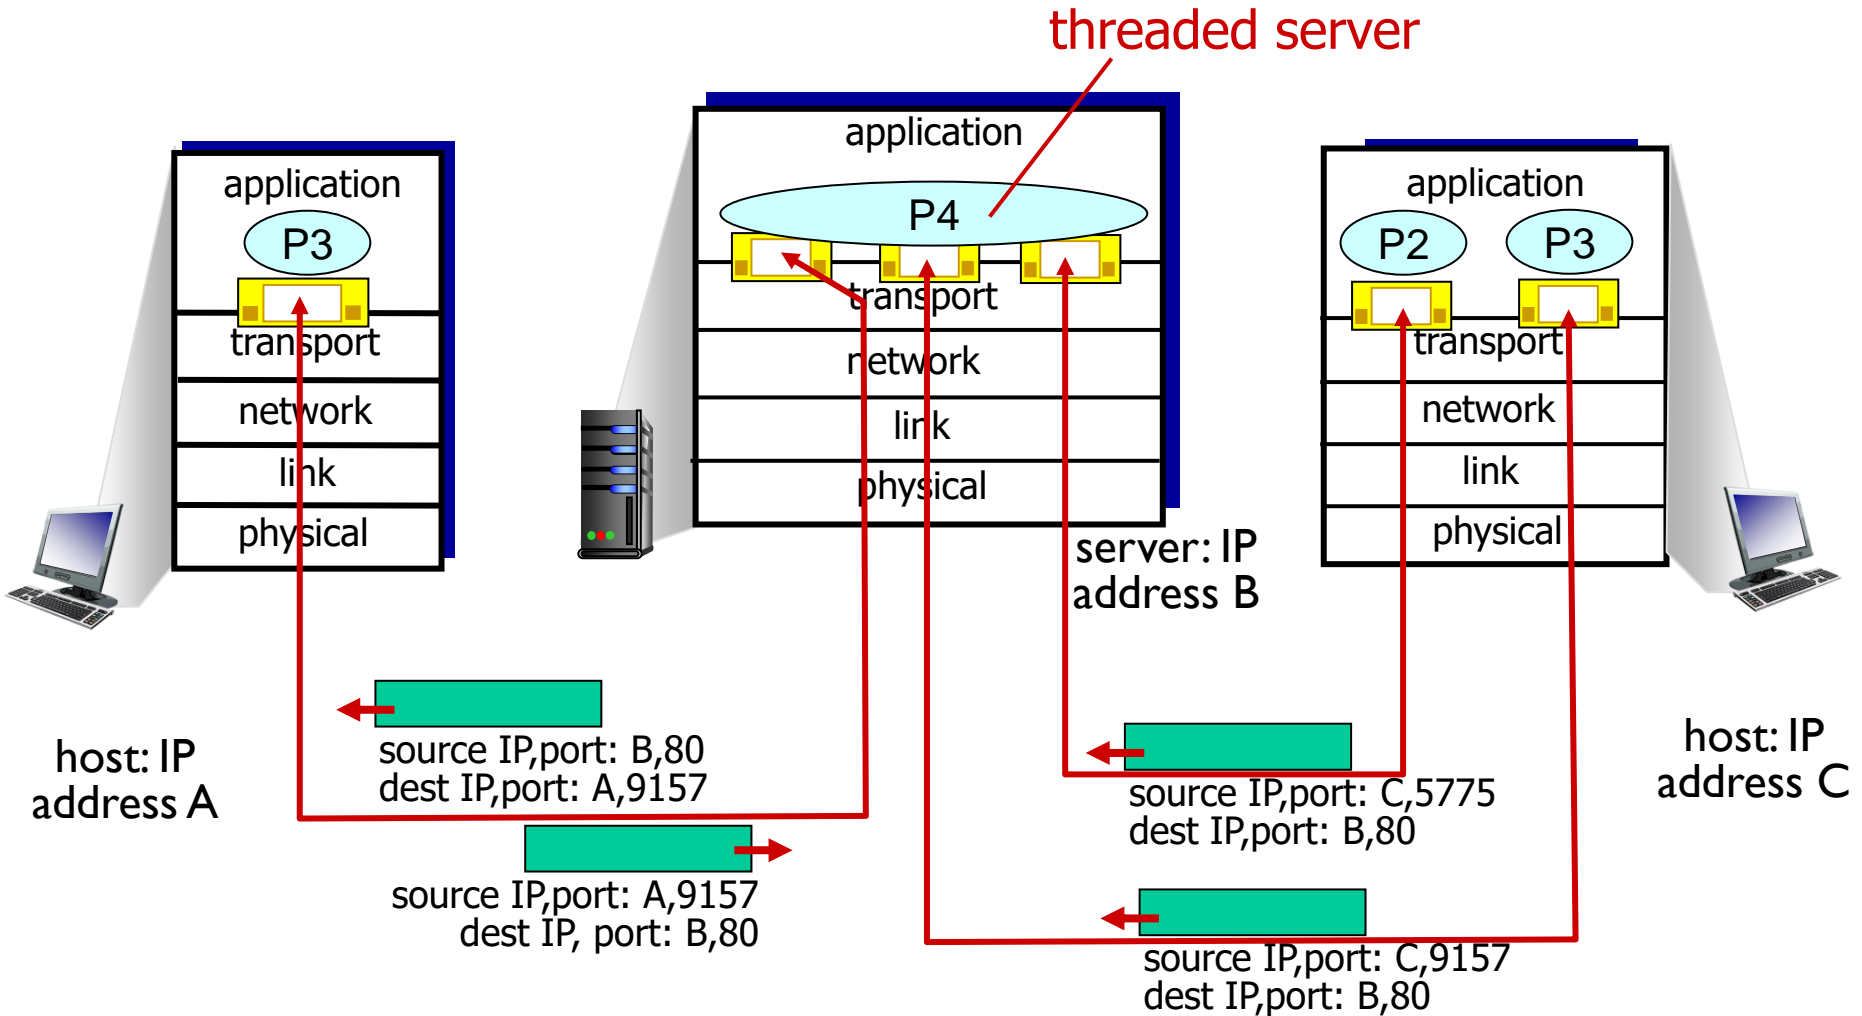 threaded server
application
P3
transport
network
link
physical
application
P4
transport
network
link
physical
application
P2
P3
transport
network
link
physical
server: IP
address B
host: IP
address A
source IP,port: B,80
dest IP,port: A,9157
source IP,port: A,9157
dest IP, port: B,80
source IP,port: C,5775
dest IP,port: B,80
source IP,port: C,9157
dest IP,port: B,80
host: IP
address C